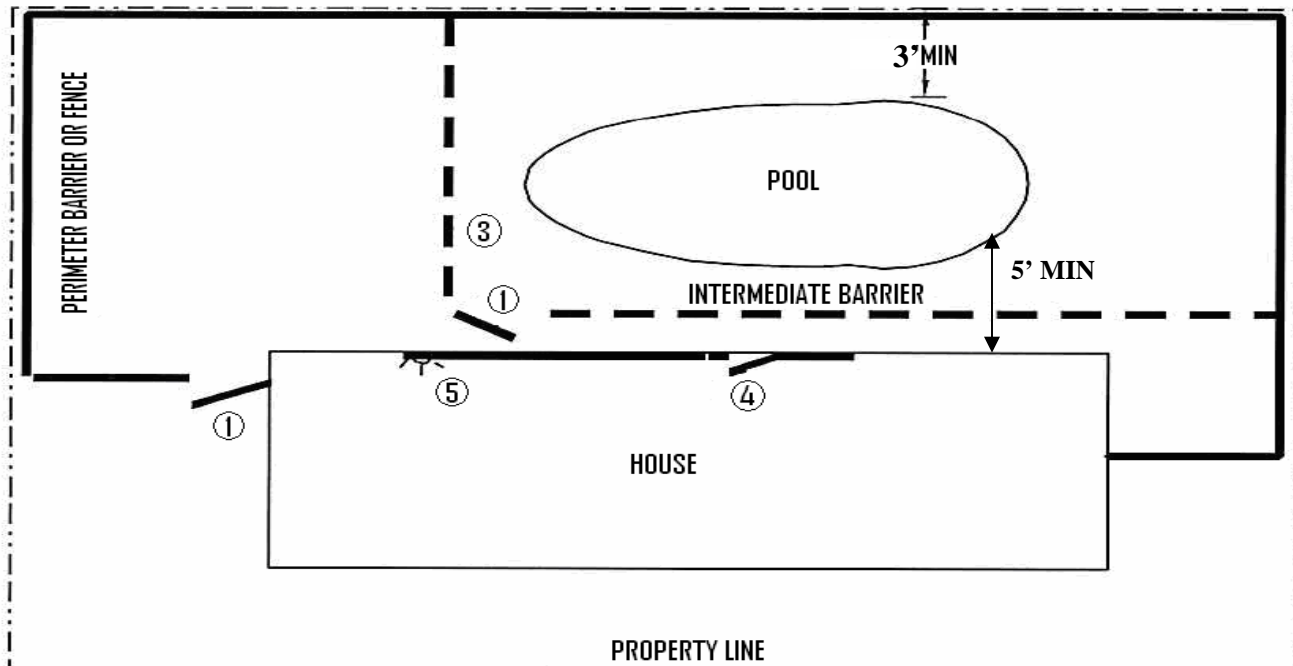 3’ MIN
PERIMETER BARRIER OR FENCE
POOL
③
5’ MIN
①
INTERMEDIATE BARRIER
⑤
④
①
HOUSE
PROPERTY LINE